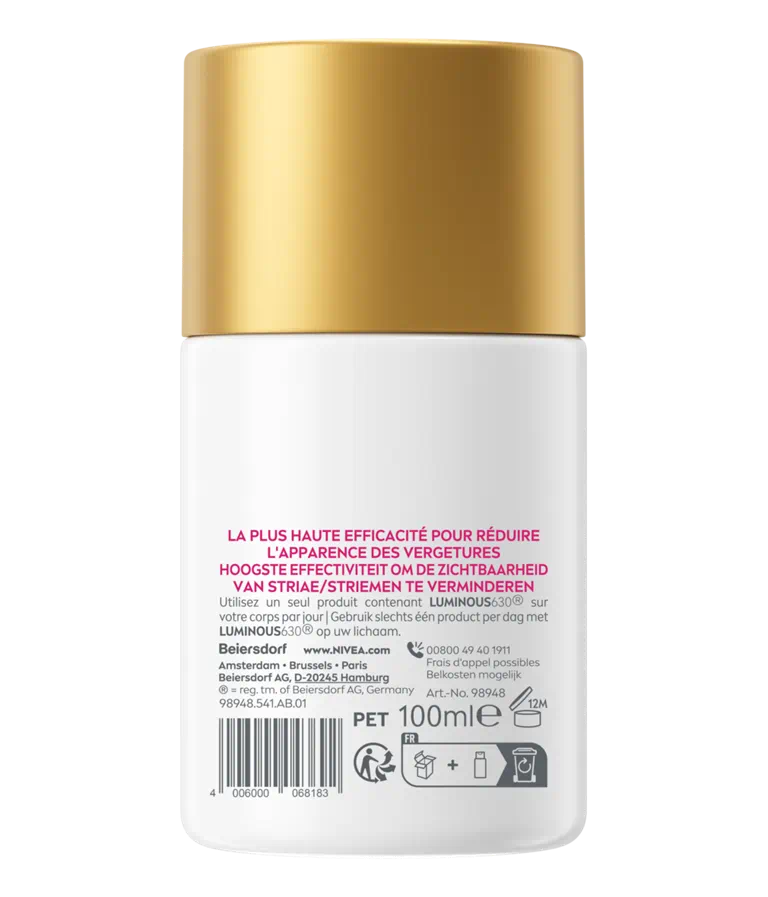 LA PLUS HAUTE EFFICACITÉ POUR RÉDUIRE
L'APPARENCE DES VERGETURES
HOOGSTE EFFECTIVITEIT OM DE ZICHTBAARHEID
VAN STRIAE/STRIEMEN TE VERMINDEREN
Utilisez un seul produit contenant LUMINOUS630® sur
votre corps par jour | Gebruik slechts één product per dag met
LUMINOUS630® op uw lichaam.
Beiersdorf www.NIVEA.com
Amsterdam • Brussels • Paris
Beiersdorf AG, D-20245 Hamburg
® = reg. tm. of Beiersdorf AG, Germany
98948.541.AB.01
00800 49 40 1911
Frais d'appel possibles
Belkosten mogelijk
Art.-No. 98948
12M
PET 100ml e
FR
+
4 006000 068183